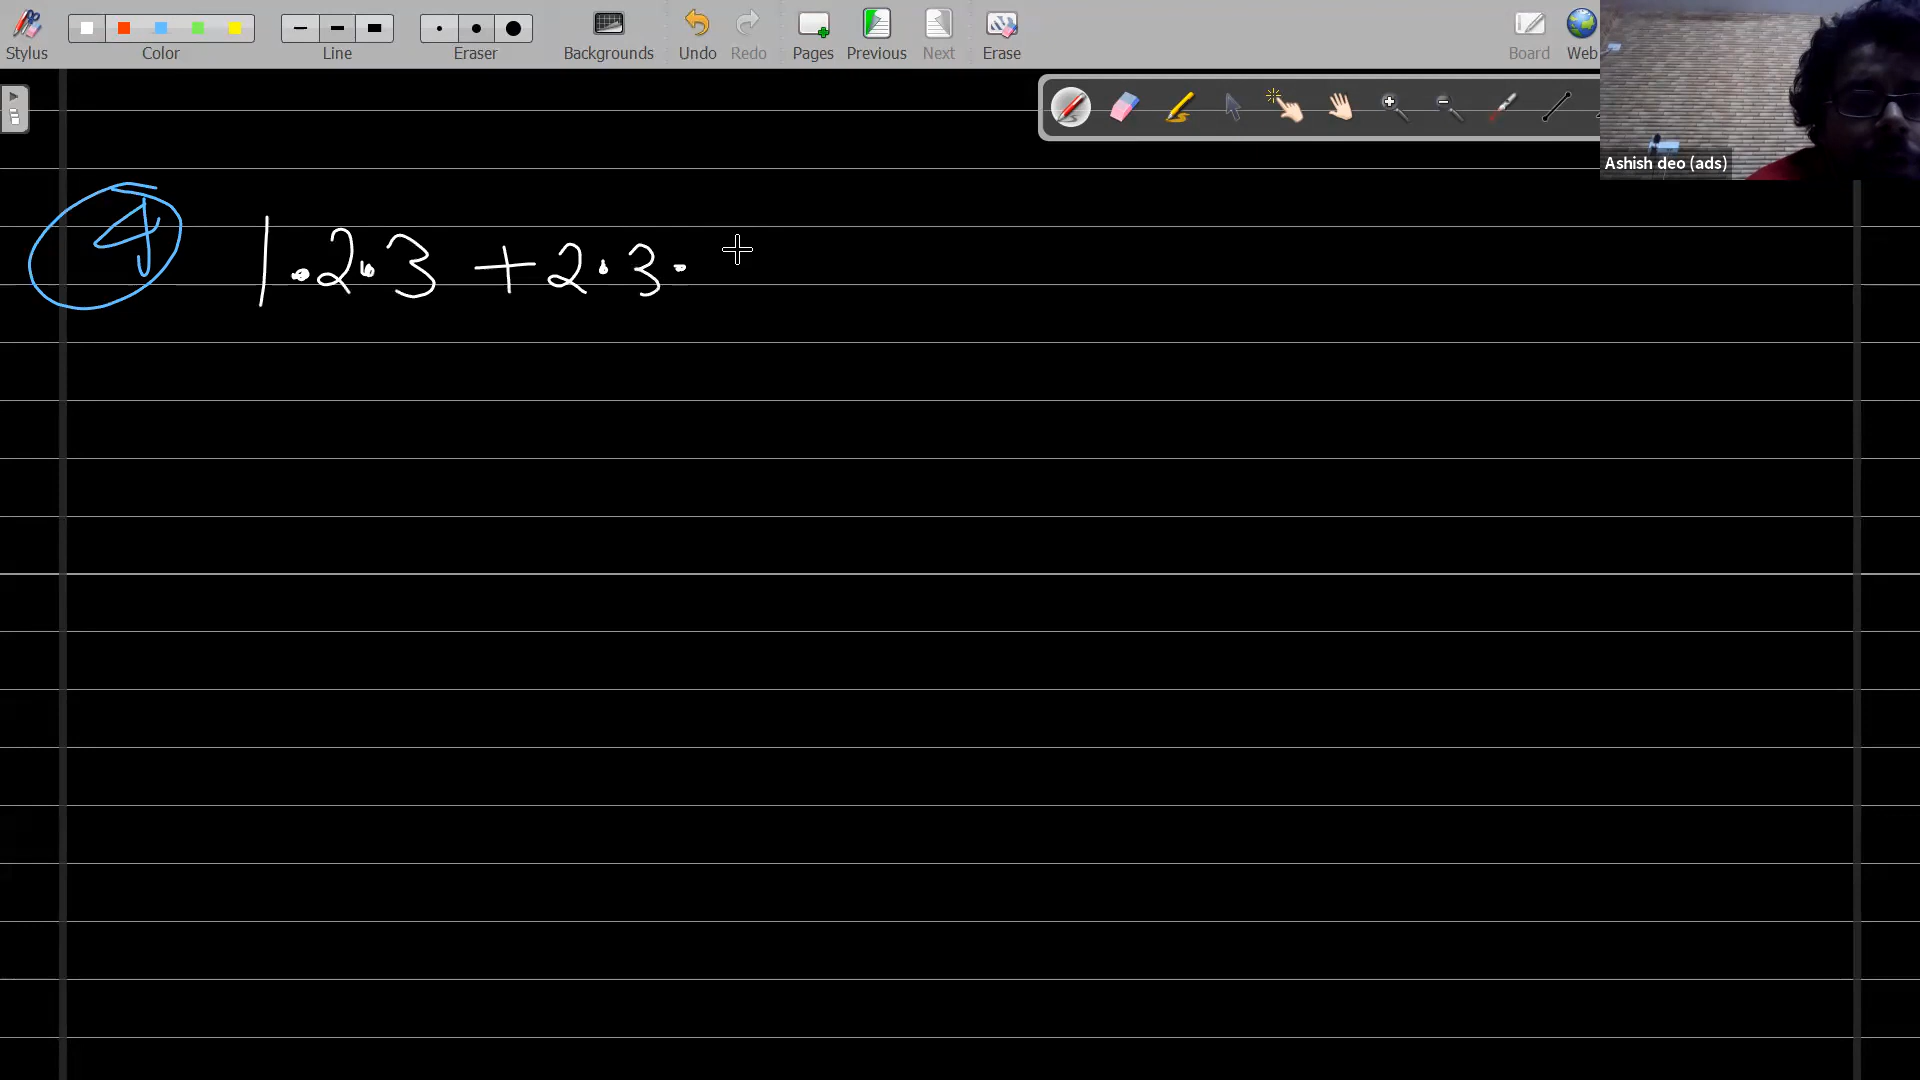 Stylus Color Line Eraser Backgrounds Undo Redo Pages Previous Next Erase Board Web
Ashish deo (ads)
4 1.2.3 + 2.3.